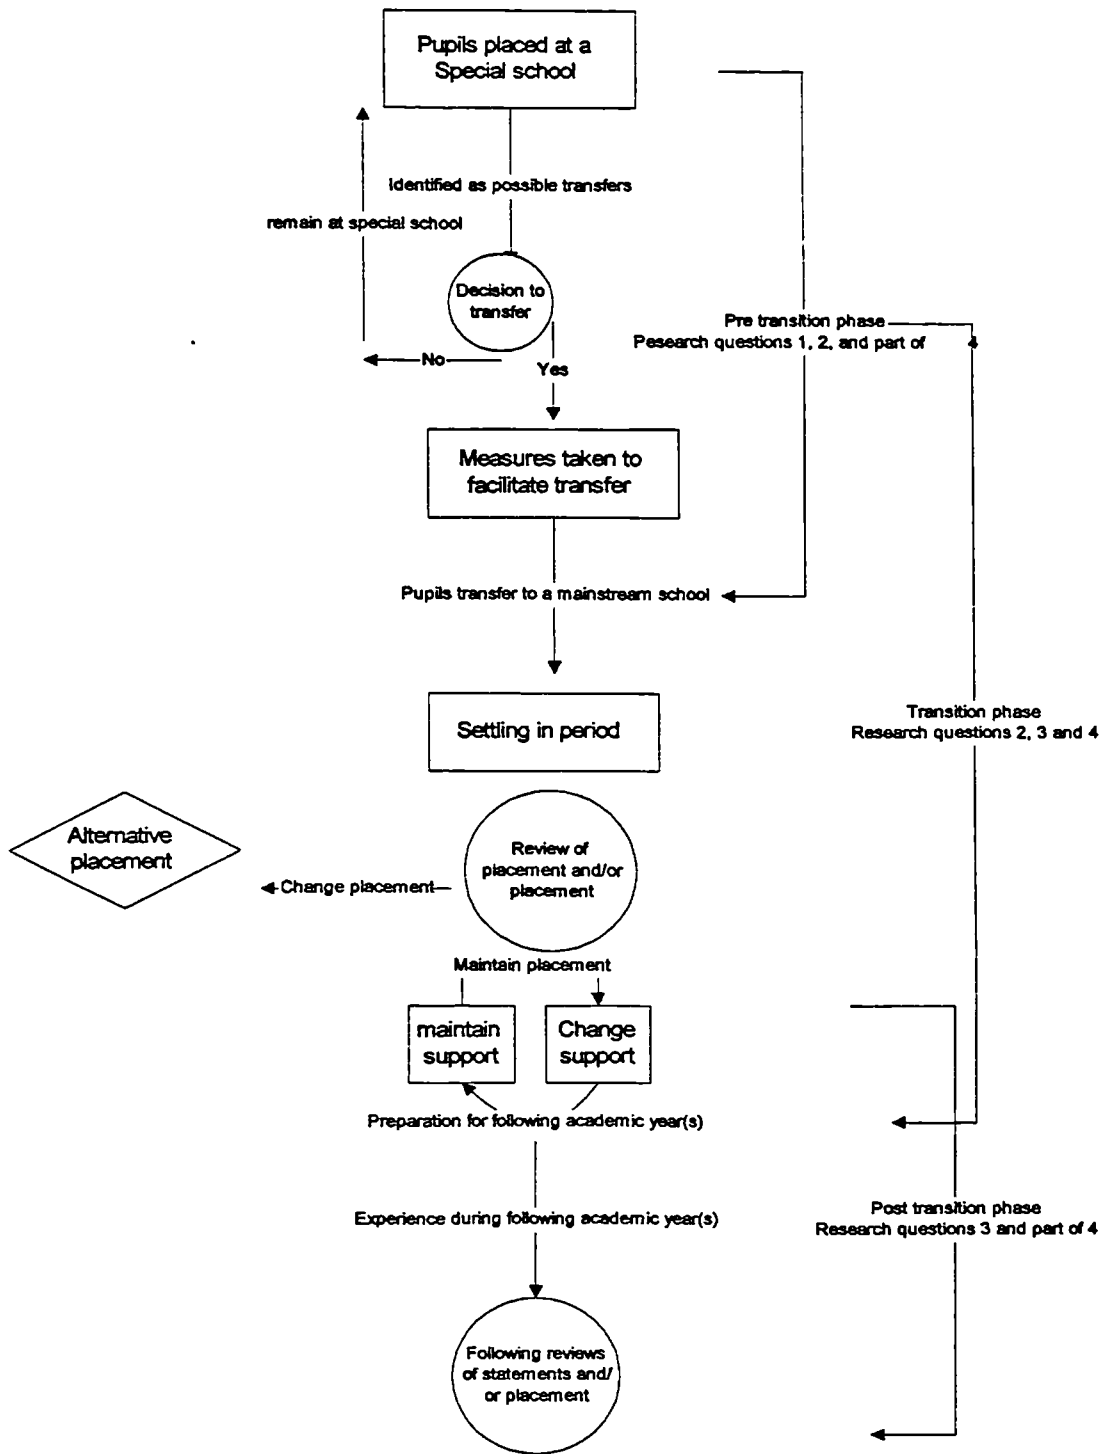 Pupils placed at a
Special school
Identified as possible transfers
remain at special school
Decision to
transfer
No
Yes
Pre transition phase
Pesearch questions 1, 2, and part of 4
Measures taken to
facilitate transfer
Pupils transfer to a mainstream school
Settling in period
Transition phase
Research questions 2, 3 and 4
Alternative
placement
Change placement
Review of
placement and/or
placement
Maintain placement
maintain
support
Change
support
Preparation for following academic year(s)
Experience during following academic year(s)
Post transition phase
Research questions 3 and part of 4
Following reviews
of statements and/
or placement